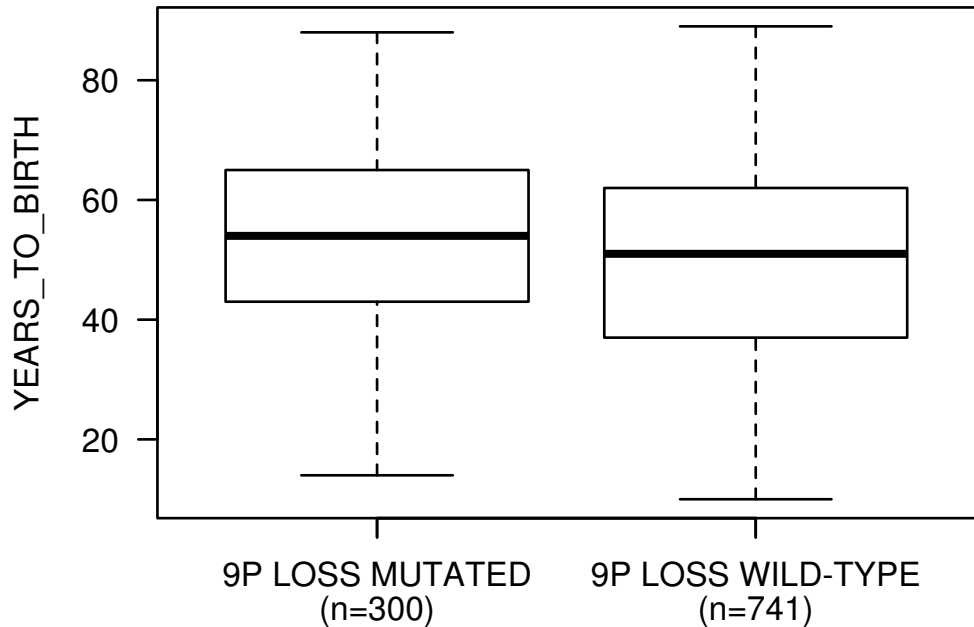 YEARS_TO_BIRTH
80
60
40
20
9P LOSS MUTATED
(n=300)
9P LOSS WILD-TYPE
(n=741)